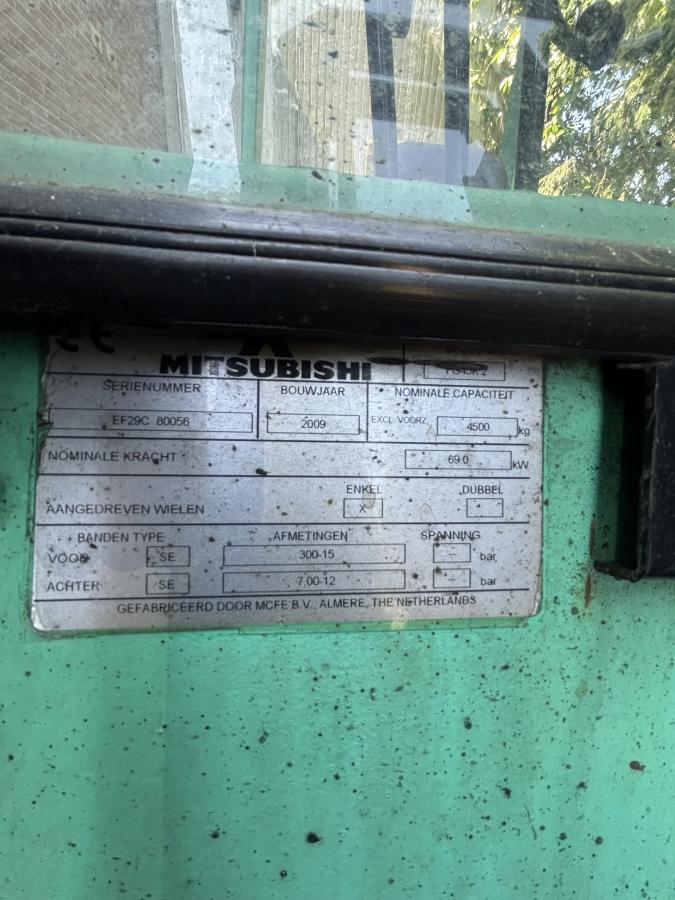 CE
MITSUBISHI
SERIENUMMER BOUWJAAR NOMINALE CAPACITEIT
EF29C 80056 2009 EXCL. VOORZ. 4500 kg
NOMINALE KRACHT 69.0 kW
ENKEL DUBBEL
AANGEDREVEN WIELEN X -
BANDEN TYPE AFMETINGEN SPANNING
VOOR SE 300-15 - bar
ACHTER SE 7.00-12 - bar
GEFABRICEERD DOOR MCFE B.V., ALMERE, THE NETHERLANDS